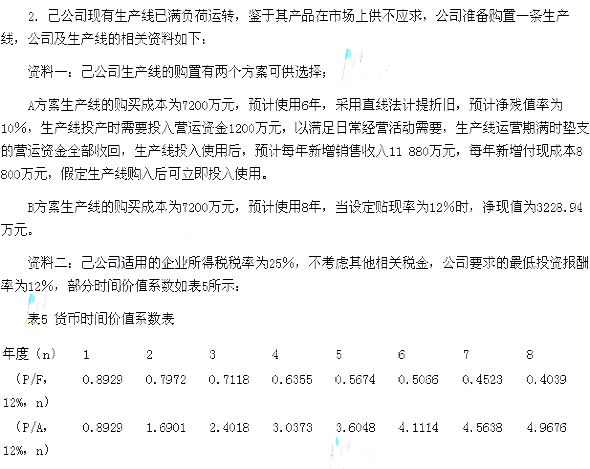 2. 己公司现有生产线已满负荷运转，鉴于其产品在市场上供不应求，公司准备购置一条生产
线，公司及生产线的相关资料如下：
资料一：己公司生产线的购置有两个方案可供选择；
A方案生产线的购买成本为7200万元，预计使用6年，采用直线法计提折旧，预计净残值率为
10%，生产线投产时需要投入营运资金1200万元，以满足日常经营活动需要，生产线运营期满时垫支
的营运资金全部收回，生产线投入使用后，预计每年新增销售收入11 880万元，每年新增付现成本8
800万元，假定生产线购入后可立即投入使用。
B方案生产线的购买成本为7200万元，预计使用8年，当设定贴现率为12%时，净现值为3228.94
万元。
资料二：己公司适用的企业所得税税率为25%，不考虑其他相关税金，公司要求的最低投资报酬
率为12%，部分时间价值系数如表5所示：
表5 货币时间价值系数表
年度（n） 1 2 3 4 5 6 7 8
（P/F， 0.8929 0.7972 0.7118 0.6355 0.5674 0.5066 0.4523 0.4039
12%，n）
（P/A， 0.8929 1.6901 2.4018 3.0373 3.6048 4.1114 4.5638 4.9676
12%，n）